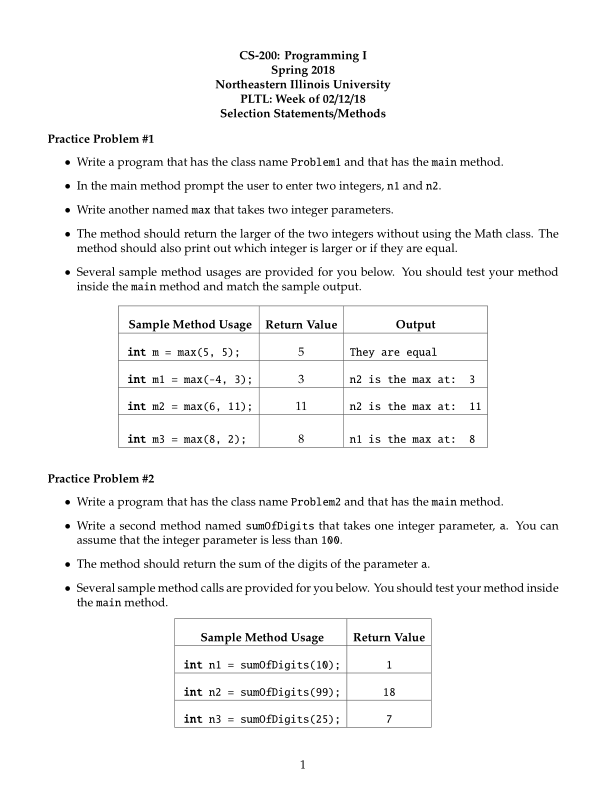 CS-200: Programming I
Spring 2018
Northeastern Illinois University
PLTL: Week of 02/12/18
Selection Statements/Methods
Practice Problem #1
• Write a program that has the class name Problem1 and that has the main method.
• In the main method prompt the user to enter two integers, n1 and n2.
• Write another named max that takes two integer parameters.
• The method should return the larger of the two integers without using the Math class. The
method should also print out which integer is larger or if they are equal.
• Several sample method usages are provided for you below. You should test your method
inside the main method and match the sample output.
Sample Method Usage Return Value Output
int m = max(5, 5); 5 They are equal
int m1 = max(-4, 3); 3 n2 is the max at: 3
int m2 = max(6, 11); 11 n2 is the max at: 11
int m3 = max(8, 2); 8 n1 is the max at: 8
Practice Problem #2
• Write a program that has the class name Problem2 and that has the main method.
• Write a second method named sumOfDigits that takes one integer parameter, a. You can
assume that the integer parameter is less than 100.
• The method should return the sum of the digits of the parameter a.
• Several sample method calls are provided for you below. You should test your method inside
the main method.
Sample Method Usage Return Value
int n1 = sumOfDigits(10); 1
int n2 = sumOfDigits(99); 18
int n3 = sumOfDigits(25); 7
1